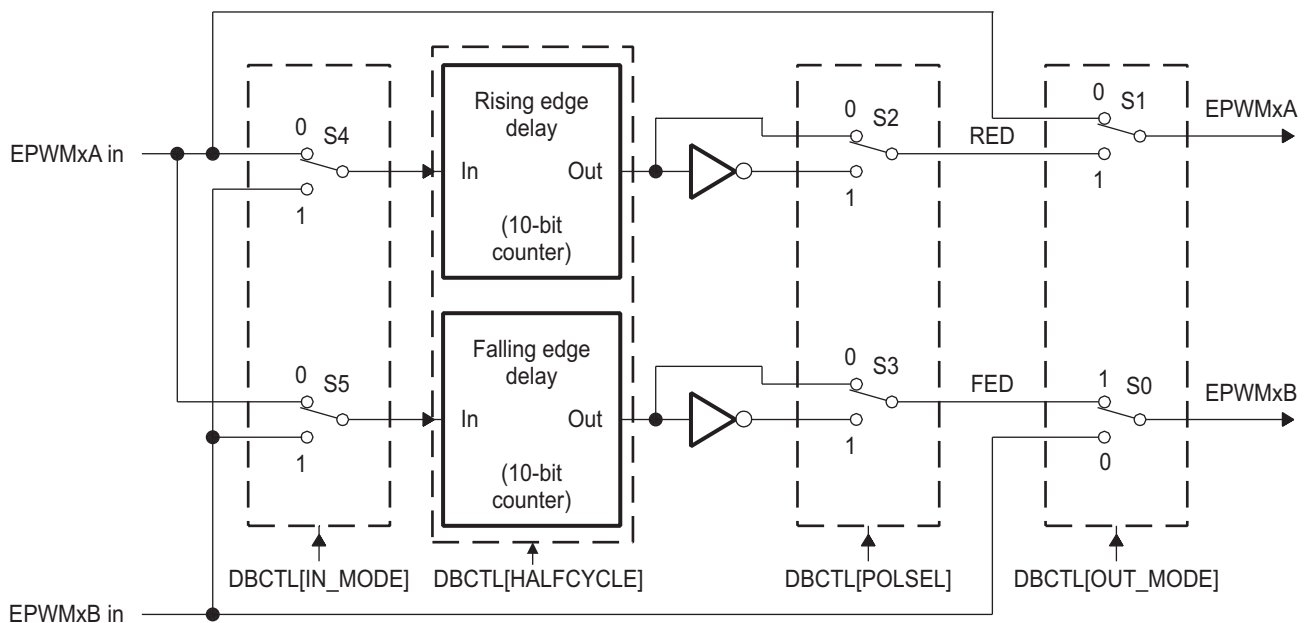 0
S1
EPWMxA
0
S2
RED
1
Rising edge
delay
In
Out
(10-bit
counter)
0
S4
EPWMxA in
1
1
Falling edge
delay
In
Out
(10-bit
counter)
0
S5
1
0
S3
FED
1
1
S0
EPWMxB
0
DBCTL[IN_MODE]
DBCTL[HALFCYCLE]
DBCTL[POLSEL]
DBCTL[OUT_MODE]
EPWMxB in